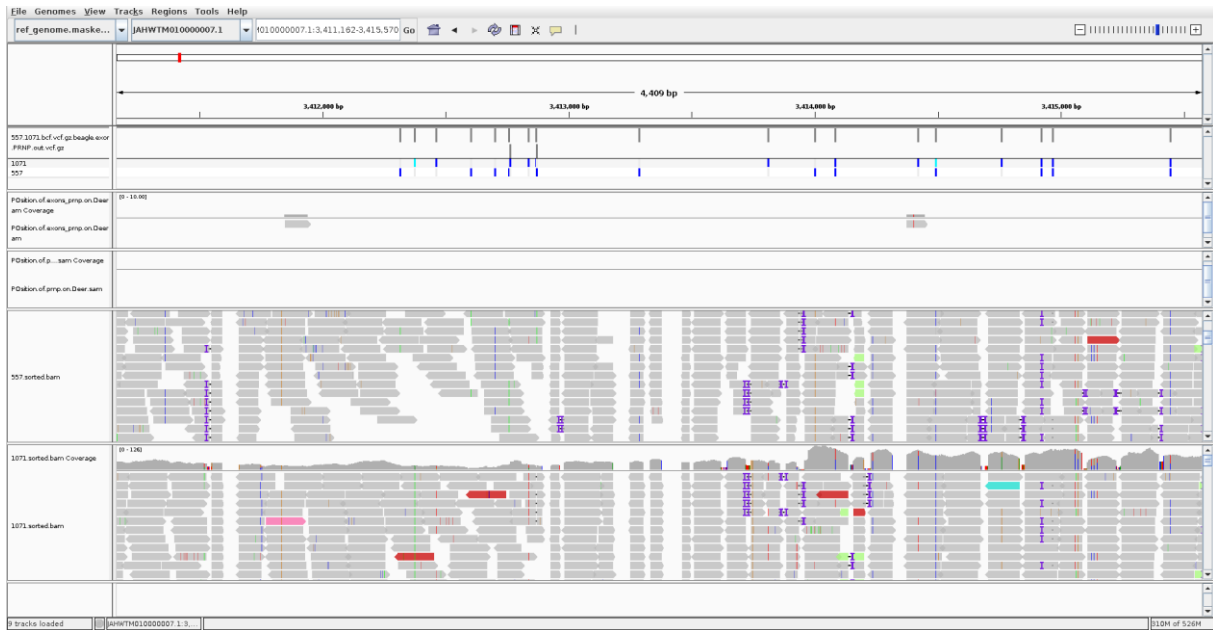 File Genomes View Tracks Regions Tools Help
ref_genome.maske... JAHWTM010000007.1 !010000007.1:3,411,162-3,415,570 Go
4,409 bp
3,412,000 bp 3,413,000 bp 3,414,000 bp 3,415,000 bp
557.1071.bcf.vcf.gz.beagle.exor
.PRNP.out.vcf.gz
1071
557
POsition.of.exons_prnp.on.Deer
am Coverage
[0 - 10.00]
POsition.of.exons_prnp.on.Deer
am
POsition.of.p....sam Coverage
POsition.of.prnp.on.Deer.sam
557.sorted.bam
1071.sorted.bam Coverage
[0 - 126]
1071.sorted.bam
9 tracks loaded JAHWTM010000007.1:3,... 310M of 526M